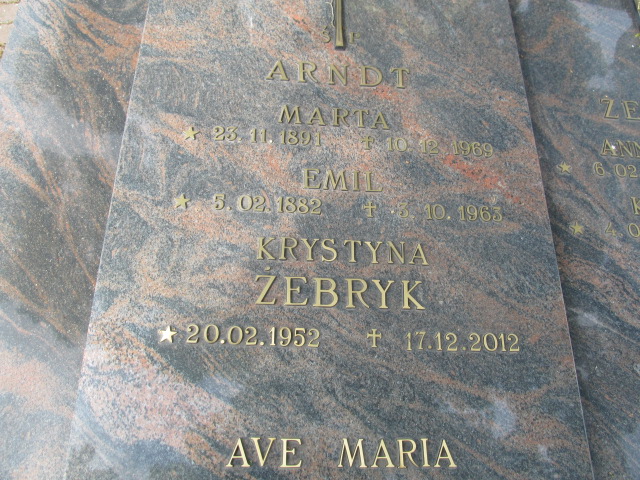 Ś P
ARNDT
MARTA
★ 23.11.1891 ✝ 10.12.1969
EMIL
★ 5.02.1882 ✝ 5.10.1963
KRYSTYNA
ŻEBRYK
★ 20.02.1952 ✝ 17.12.2012
AVE MARIA